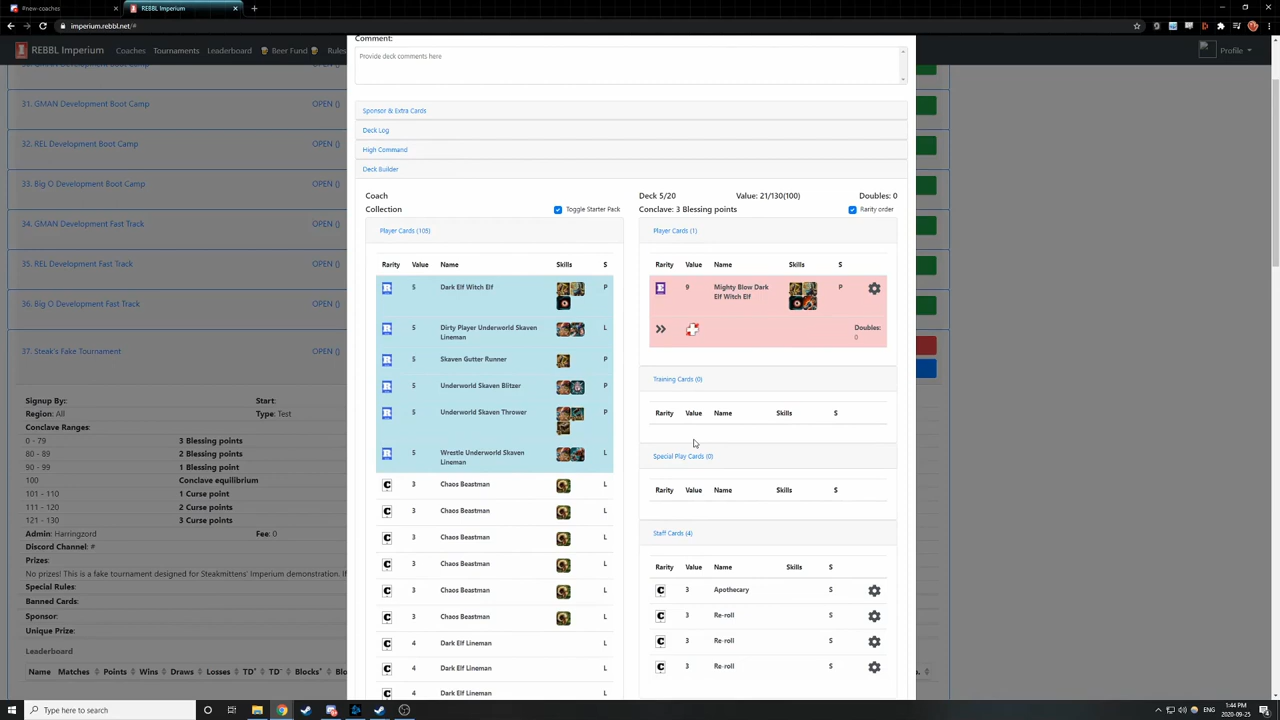 #new-coaches
REBBL Imperium
imperium.rebbl.net/#
REBBL Imperium
Coaches
Tournaments
Leaderboard
Beer Fund
Profile
31. GMAN Development Boot Camp
OPEN ()
32. REL Development Boot Camp
OPEN ()
33. Big O Development Boot Camp
OPEN ()
34. GMAN Development Fast Track
OPEN ()
35. REL Development Fast Track
OPEN ()
36. Big O Development Fast Track
OPEN ()
37. Steak's Fake Tournament
OPEN ()
Signup By:
Start:
Region: All
Type: Test
Conclave Ranges:
0 - 79 3 Blessing points
80 - 89 2 Blessing points
90 - 99 1 Blessing point
100 Conclave equilibrium
101 - 110 1 Curse point
111 - 120 2 Curse points
121 - 130 3 Curse points
Admin: Harringzord
Fee: 0
Discord Channel: #
Prizes:
No prizes! This is a fake tournament designed for Steakmittens' Imperium demonstration. If
Special Rules:
Banned Cards:
Sponsor:
Unique Prize:
Leaderboard
Name Matches Points Wins Draws Losses TD+ TD- Blocks+
Comment:
Provide deck comments here
Sponsor & Extra Cards
Deck Log
High Command
Deck Builder
Coach
Collection
Toggle Starter Pack
Player Cards (105)
Rarity Value Name Skills S
R 5 Dark Elf Witch Elf P
R 5 Dirty Player Underworld Skaven L
Lineman
R 5 Skaven Gutter Runner P
R 5 Underworld Skaven Blitzer P
R 5 Underworld Skaven Thrower P
R 5 Wrestle Underworld Skaven L
Lineman
C 3 Chaos Beastman L
C 3 Chaos Beastman L
C 3 Chaos Beastman L
C 3 Chaos Beastman L
C 3 Chaos Beastman L
C 3 Chaos Beastman L
C 4 Dark Elf Lineman L
C 4 Dark Elf Lineman L
C 4 Dark Elf Lineman L
Deck 5/20 Value: 21/130(100) Doubles: 0
Conclave: 3 Blessing points
Rarity order
Player Cards (1)
Rarity Value Name Skills S
E 9 Mighty Blow Dark P
Elf Witch Elf
Doubles:
0
Training Cards (0)
Rarity Value Name Skills S
Special Play Cards (0)
Rarity Value Name Skills S
Staff Cards (4)
Rarity Value Name Skills S
C 3 Apothecary S
C 3 Re-roll S
C 3 Re-roll S
C 3 Re-roll S
Type here to search
ENG
1:44 PM
2020-09-25